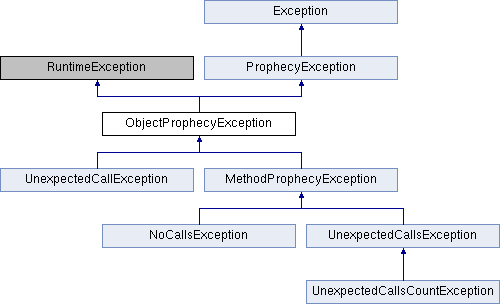 Exception
RuntimeException
ProphecyException
ObjectProphecyException
UnexpectedCallException
MethodProphecyException
NoCallsException
UnexpectedCallsException
UnexpectedCallsCountException